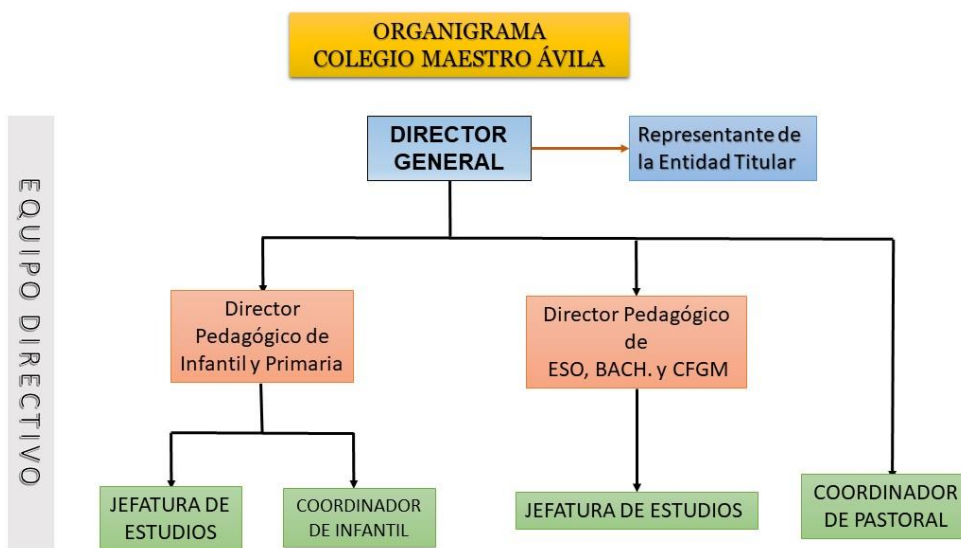 ORGANIGRAMA
COLEGIO MAESTRO ÁVILA
EQUIPO DIRECTIVO
DIRECTOR
GENERAL
Representante de
la Entidad Titular
Director
Pedagógico de
Infantil y Primaria
Director Pedagógico
de
ESO, BACH. y CFGM
JEFATURA DE
ESTUDIOS
COORDINADOR
DE INFANTIL
JEFATURA DE ESTUDIOS
COORDINADOR
DE PASTORAL